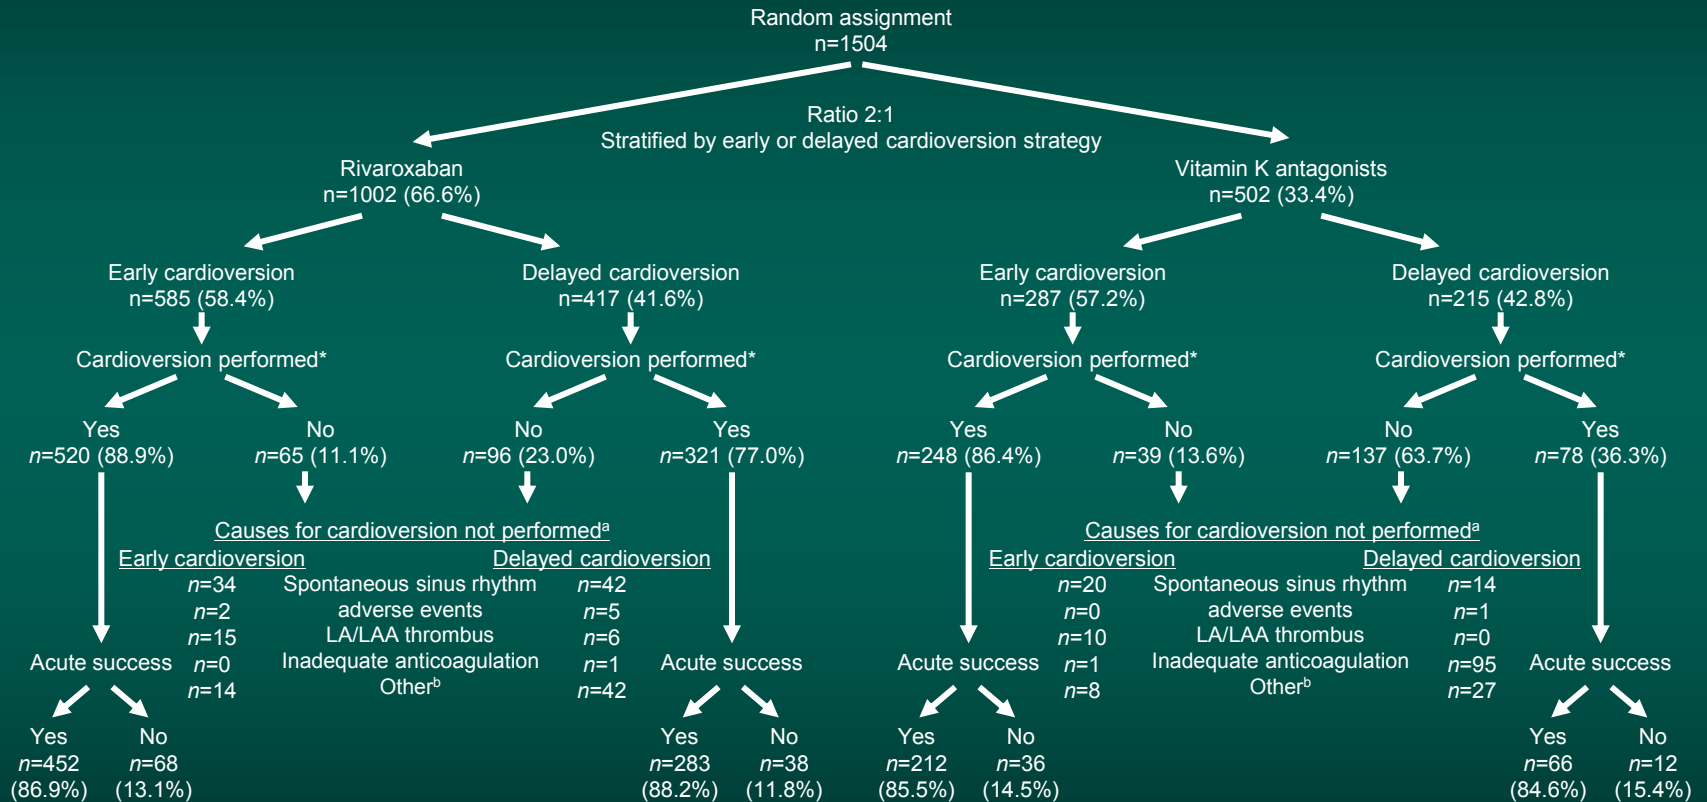 Random assignment
n=1504
Ratio 2:1
Stratified by early or delayed cardioversion strategy
Rivaroxaban
n=1002 (66.6%)
Vitamin K antagonists
n=502 (33.4%)
Early cardioversion
n=585 (58.4%)
Delayed cardioversion
n=417 (41.6%)
Early cardioversion
n=287 (57.2%)
Delayed cardioversion
n=215 (42.8%)
Cardioversion performed*
Cardioversion performed*
Cardioversion performed*
Cardioversion performed*
Yes
n=520 (88.9%)
No
n=65 (11.1%)
No
n=96 (23.0%)
Yes
n=321 (77.0%)
Yes
n=248 (86.4%)
No
n=39 (13.6%)
No
n=137 (63.7%)
Yes
n=78 (36.3%)
Causes for cardioversion not performedᵃ
Early cardioversion Delayed cardioversion
n=34 Spontaneous sinus rhythm n=42
n=2 adverse events n=5
n=15 LA/LAA thrombus n=6
n=0 Inadequate anticoagulation n=1
n=14 Otherᵇ n=42
Causes for cardioversion not performedᵃ
Early cardioversion Delayed cardioversion
n=20 Spontaneous sinus rhythm n=14
n=0 adverse events n=1
n=10 LA/LAA thrombus n=0
n=1 Inadequate anticoagulation n=95
n=8 Otherᵇ n=27
Acute success
Yes
n=452
(86.9%)
No
n=68
(13.1%)
Acute success
Yes
n=283
(88.2%)
No
n=38
(11.8%)
Acute success
Yes
n=212
(85.5%)
No
n=36
(14.5%)
Acute success
Yes
n=66
(84.6%)
No
n=12
(15.4%)